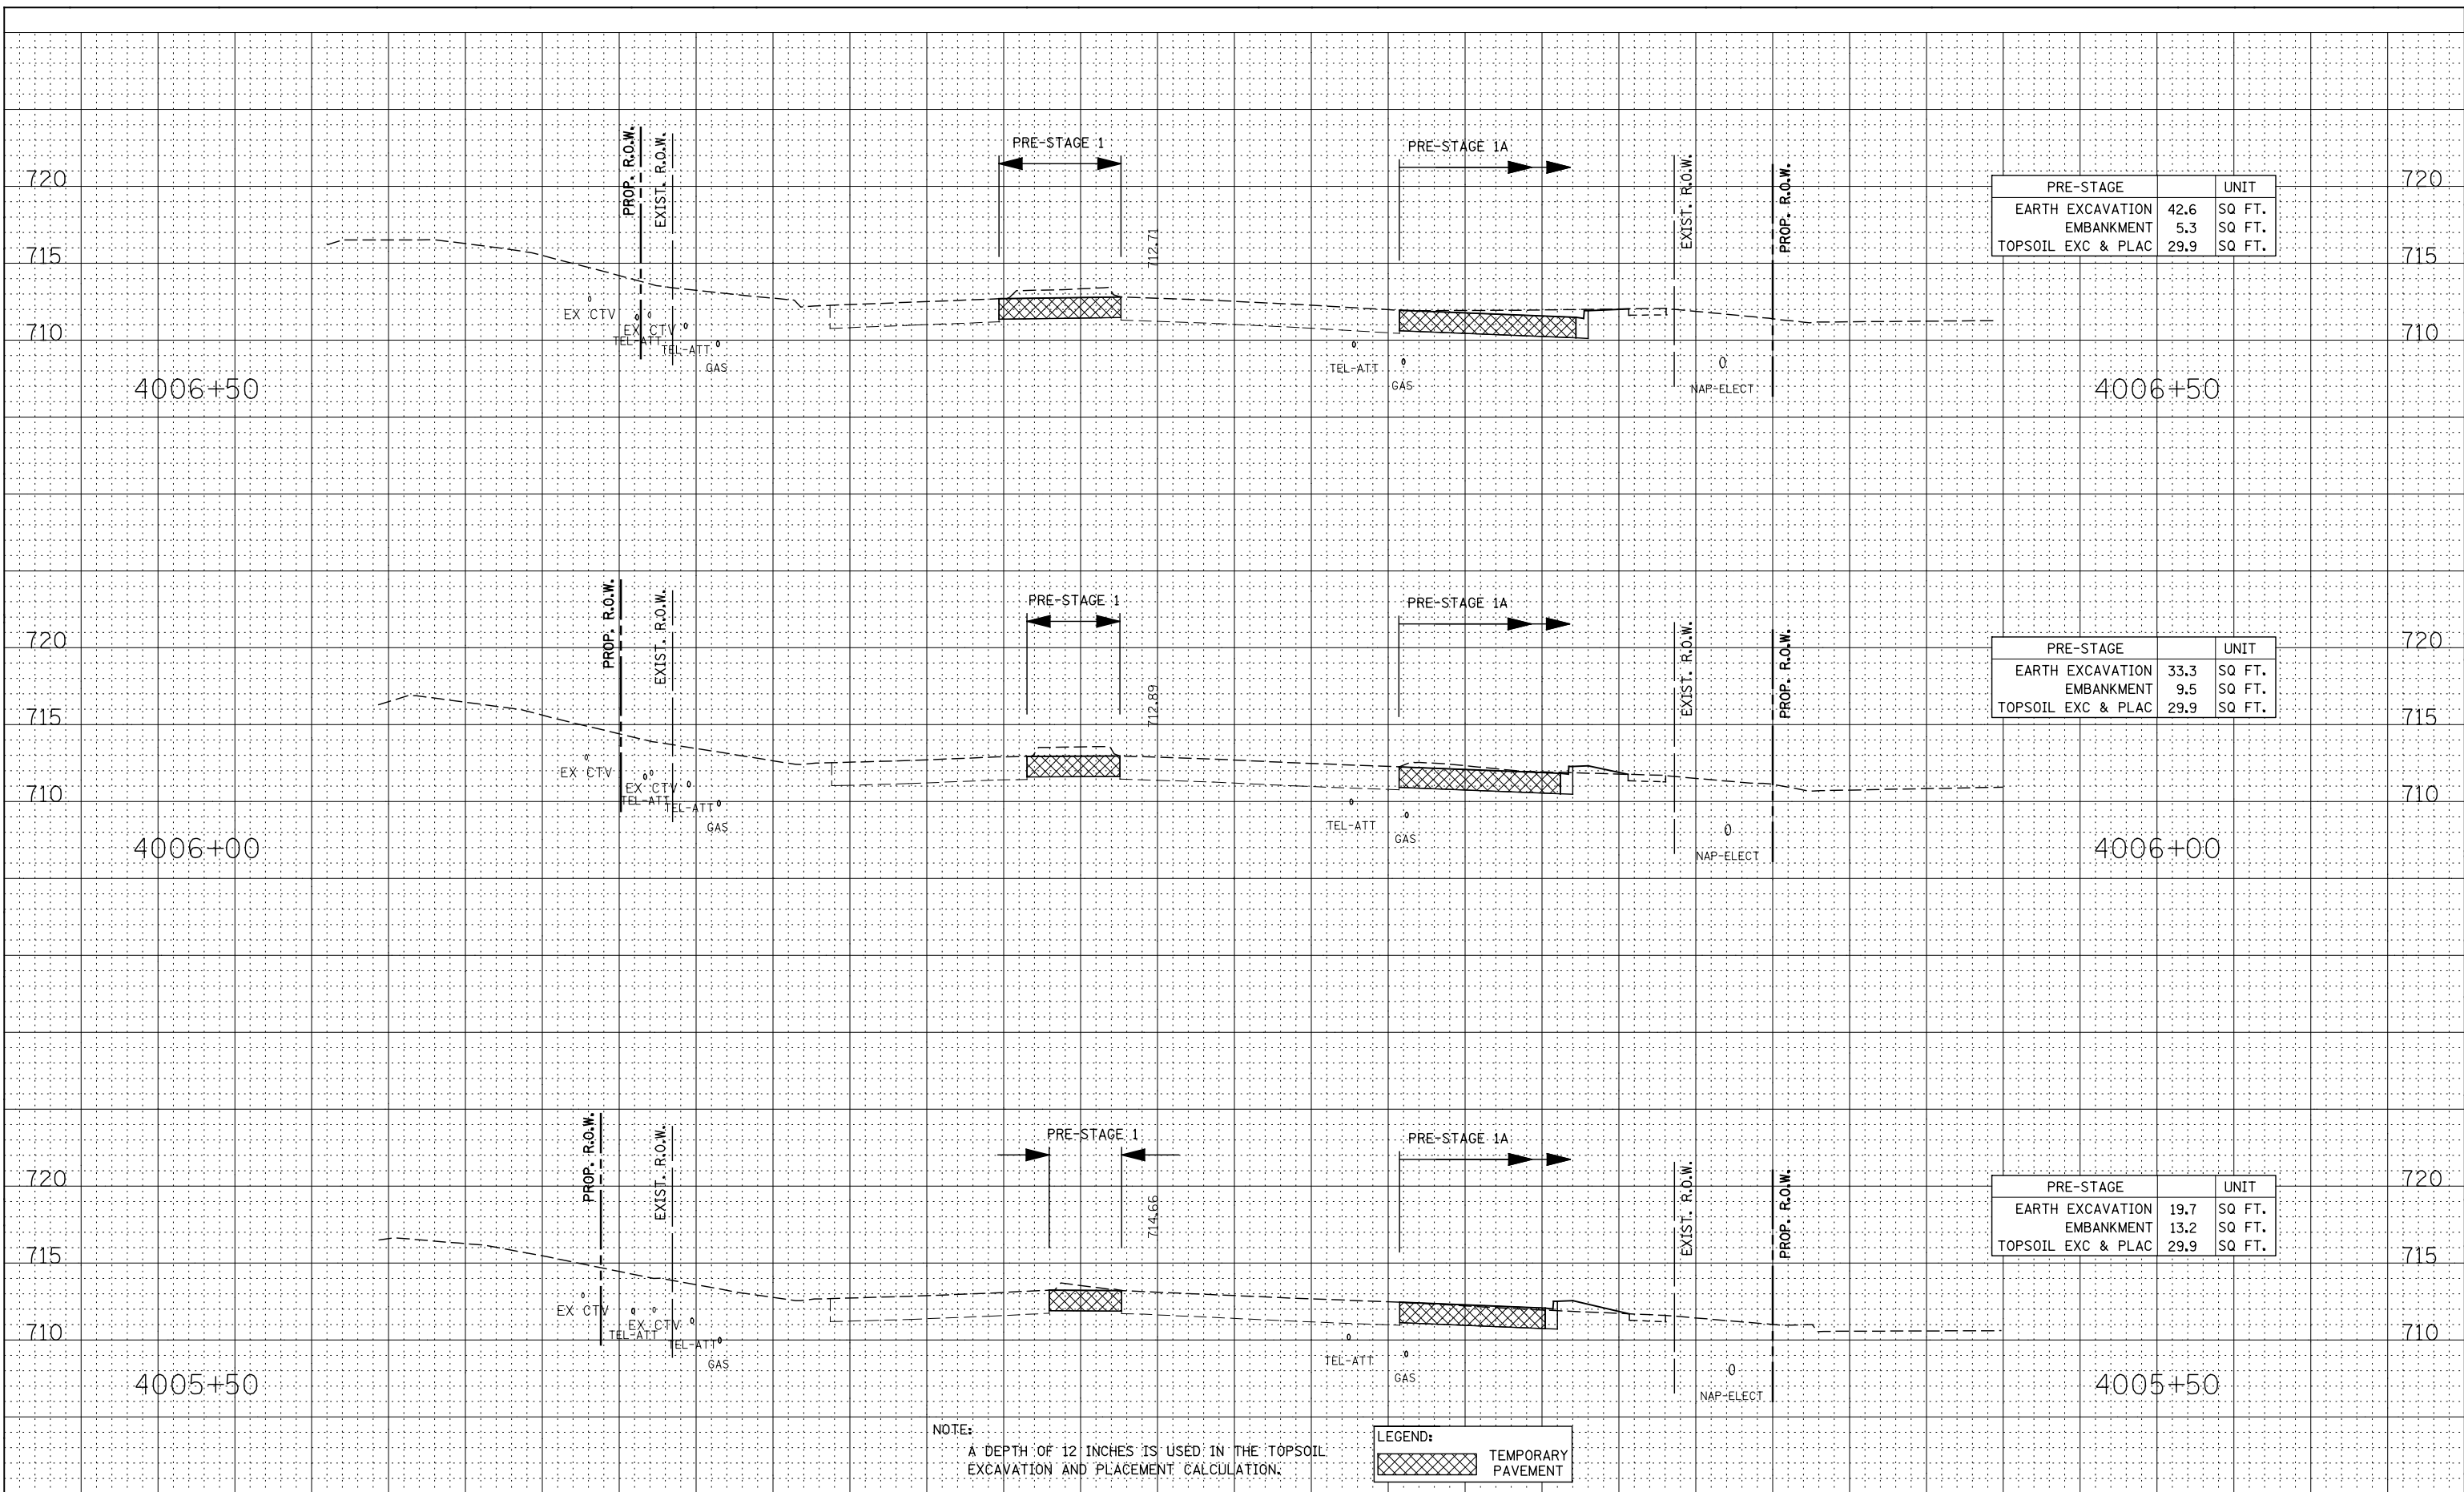 PROP. R.O.W.
EXIST. R.O.W.
PRE-STAGE 1
712.71
PRE-STAGE 1A
EXIST. R.O.W.
PROP. R.O.W.
720
715
710
720
715
710
PRE-STAGE UNIT
EARTH EXCAVATION 42.6 SQ FT.
EMBANKMENT 5.3 SQ FT.
TOPSOIL EXC & PLAC 29.9 SQ FT.
EX CTV
EX CTV
TEL-ATT
TEL-ATT
GAS
TEL-ATT
GAS
NAP-ELECT
4006+50
4006+50
PROP. R.O.W.
EXIST. R.O.W.
PRE-STAGE 1
712.89
PRE-STAGE 1A
EXIST. R.O.W.
PROP. R.O.W.
720
715
710
720
715
710
PRE-STAGE UNIT
EARTH EXCAVATION 33.3 SQ FT.
EMBANKMENT 9.5 SQ FT.
TOPSOIL EXC & PLAC 29.9 SQ FT.
EX CTV
EX CTV
TEL-ATT
TEL-ATT
GAS
TEL-ATT
GAS
NAP-ELECT
4006+00
4006+00
PROP. R.O.W.
EXIST. R.O.W.
PRE-STAGE 1
714.66
PRE-STAGE 1A
EXIST. R.O.W.
PROP. R.O.W.
720
715
710
720
715
710
PRE-STAGE UNIT
EARTH EXCAVATION 19.7 SQ FT.
EMBANKMENT 13.2 SQ FT.
TOPSOIL EXC & PLAC 29.9 SQ FT.
EX CTV
EX CTV
TEL-ATT
TEL-ATT
GAS
TEL-ATT
GAS
NAP-ELECT
4005+50
4005+50
NOTE:
A DEPTH OF 12 INCHES IS USED IN THE TOPSOIL
EXCAVATION AND PLACEMENT CALCULATION.
LEGEND:
TEMPORARY
PAVEMENT